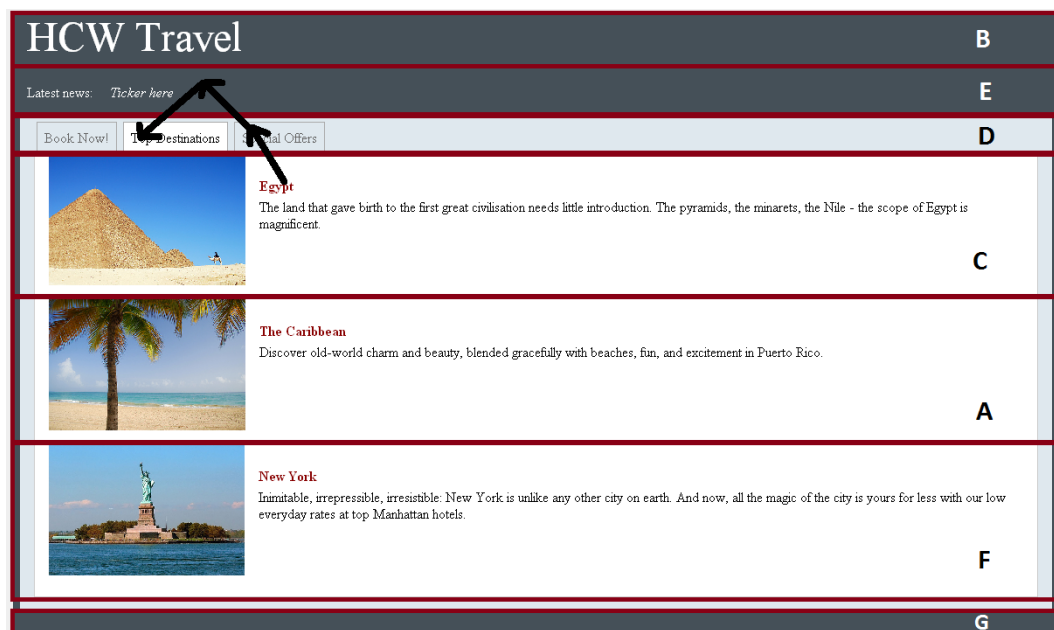 HCW Travel
B
Latest news: Ticker here
E
Book Now! Top Destinations Offers
D
Egypt
The land that gave birth to the first great civilisation needs little introduction. The pyramids, the minarets, the Nile - the scope of Egypt is
magnificent.
C
The Caribbean
Discover old-world charm and beauty, blended gracefully with beaches, fun, and excitement in Puerto Rico.
A
New York
Inimitable, irrepressible, irresistible: New York is unlike any other city on earth. And now, all the magic of the city is yours for less with our low
everyday rates at top Manhattan hotels.
F
G